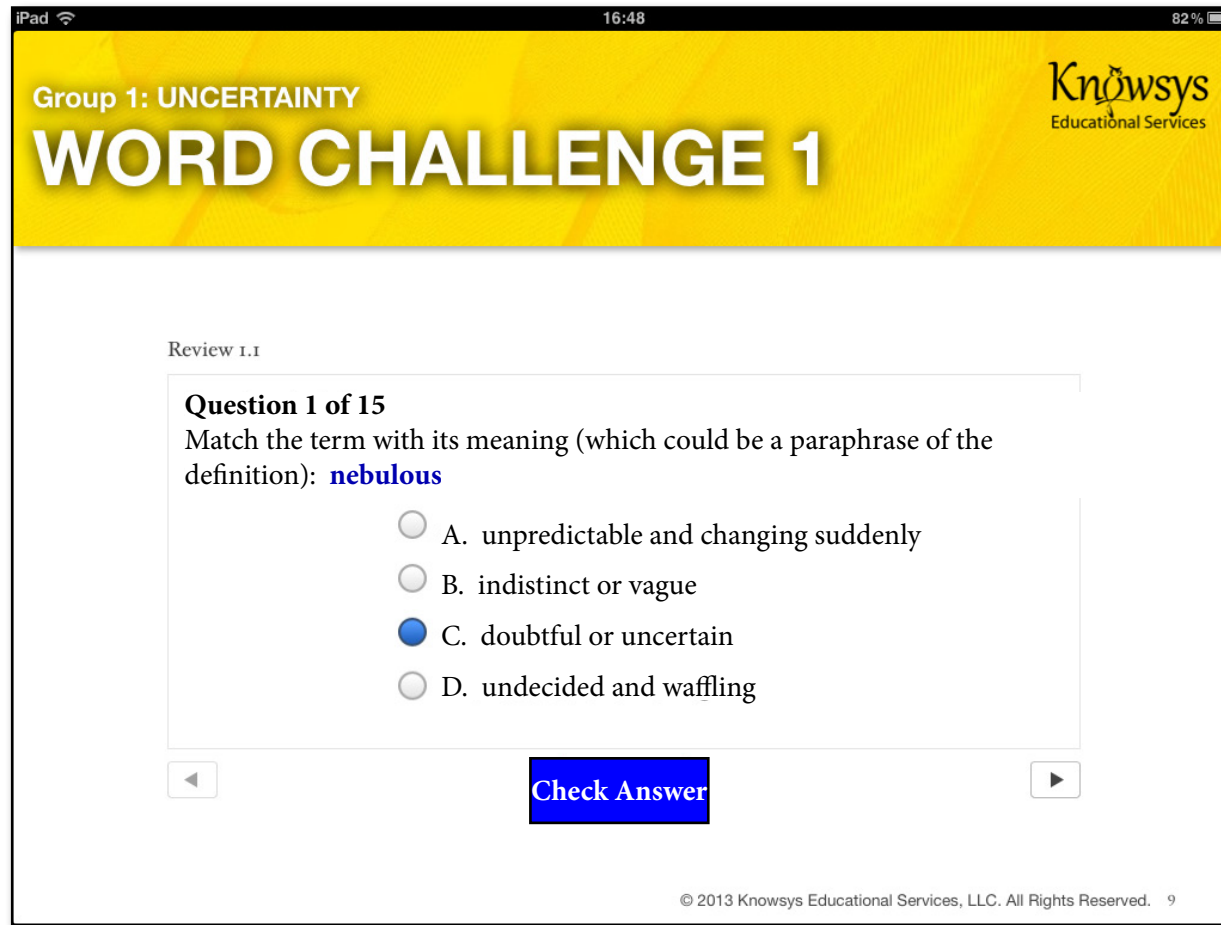 iPad 16:48 82%
Group 1: UNCERTAINTY
WORD CHALLENGE 1
Knowsys
Educational Services
Review 1.1
Question 1 of 15
Match the term with its meaning (which could be a paraphrase of the
definition): nebulous
A. unpredictable and changing suddenly
B. indistinct or vague
C. doubtful or uncertain
D. undecided and waffling
Check Answer
© 2013 Knowsys Educational Services, LLC. All Rights Reserved. 9